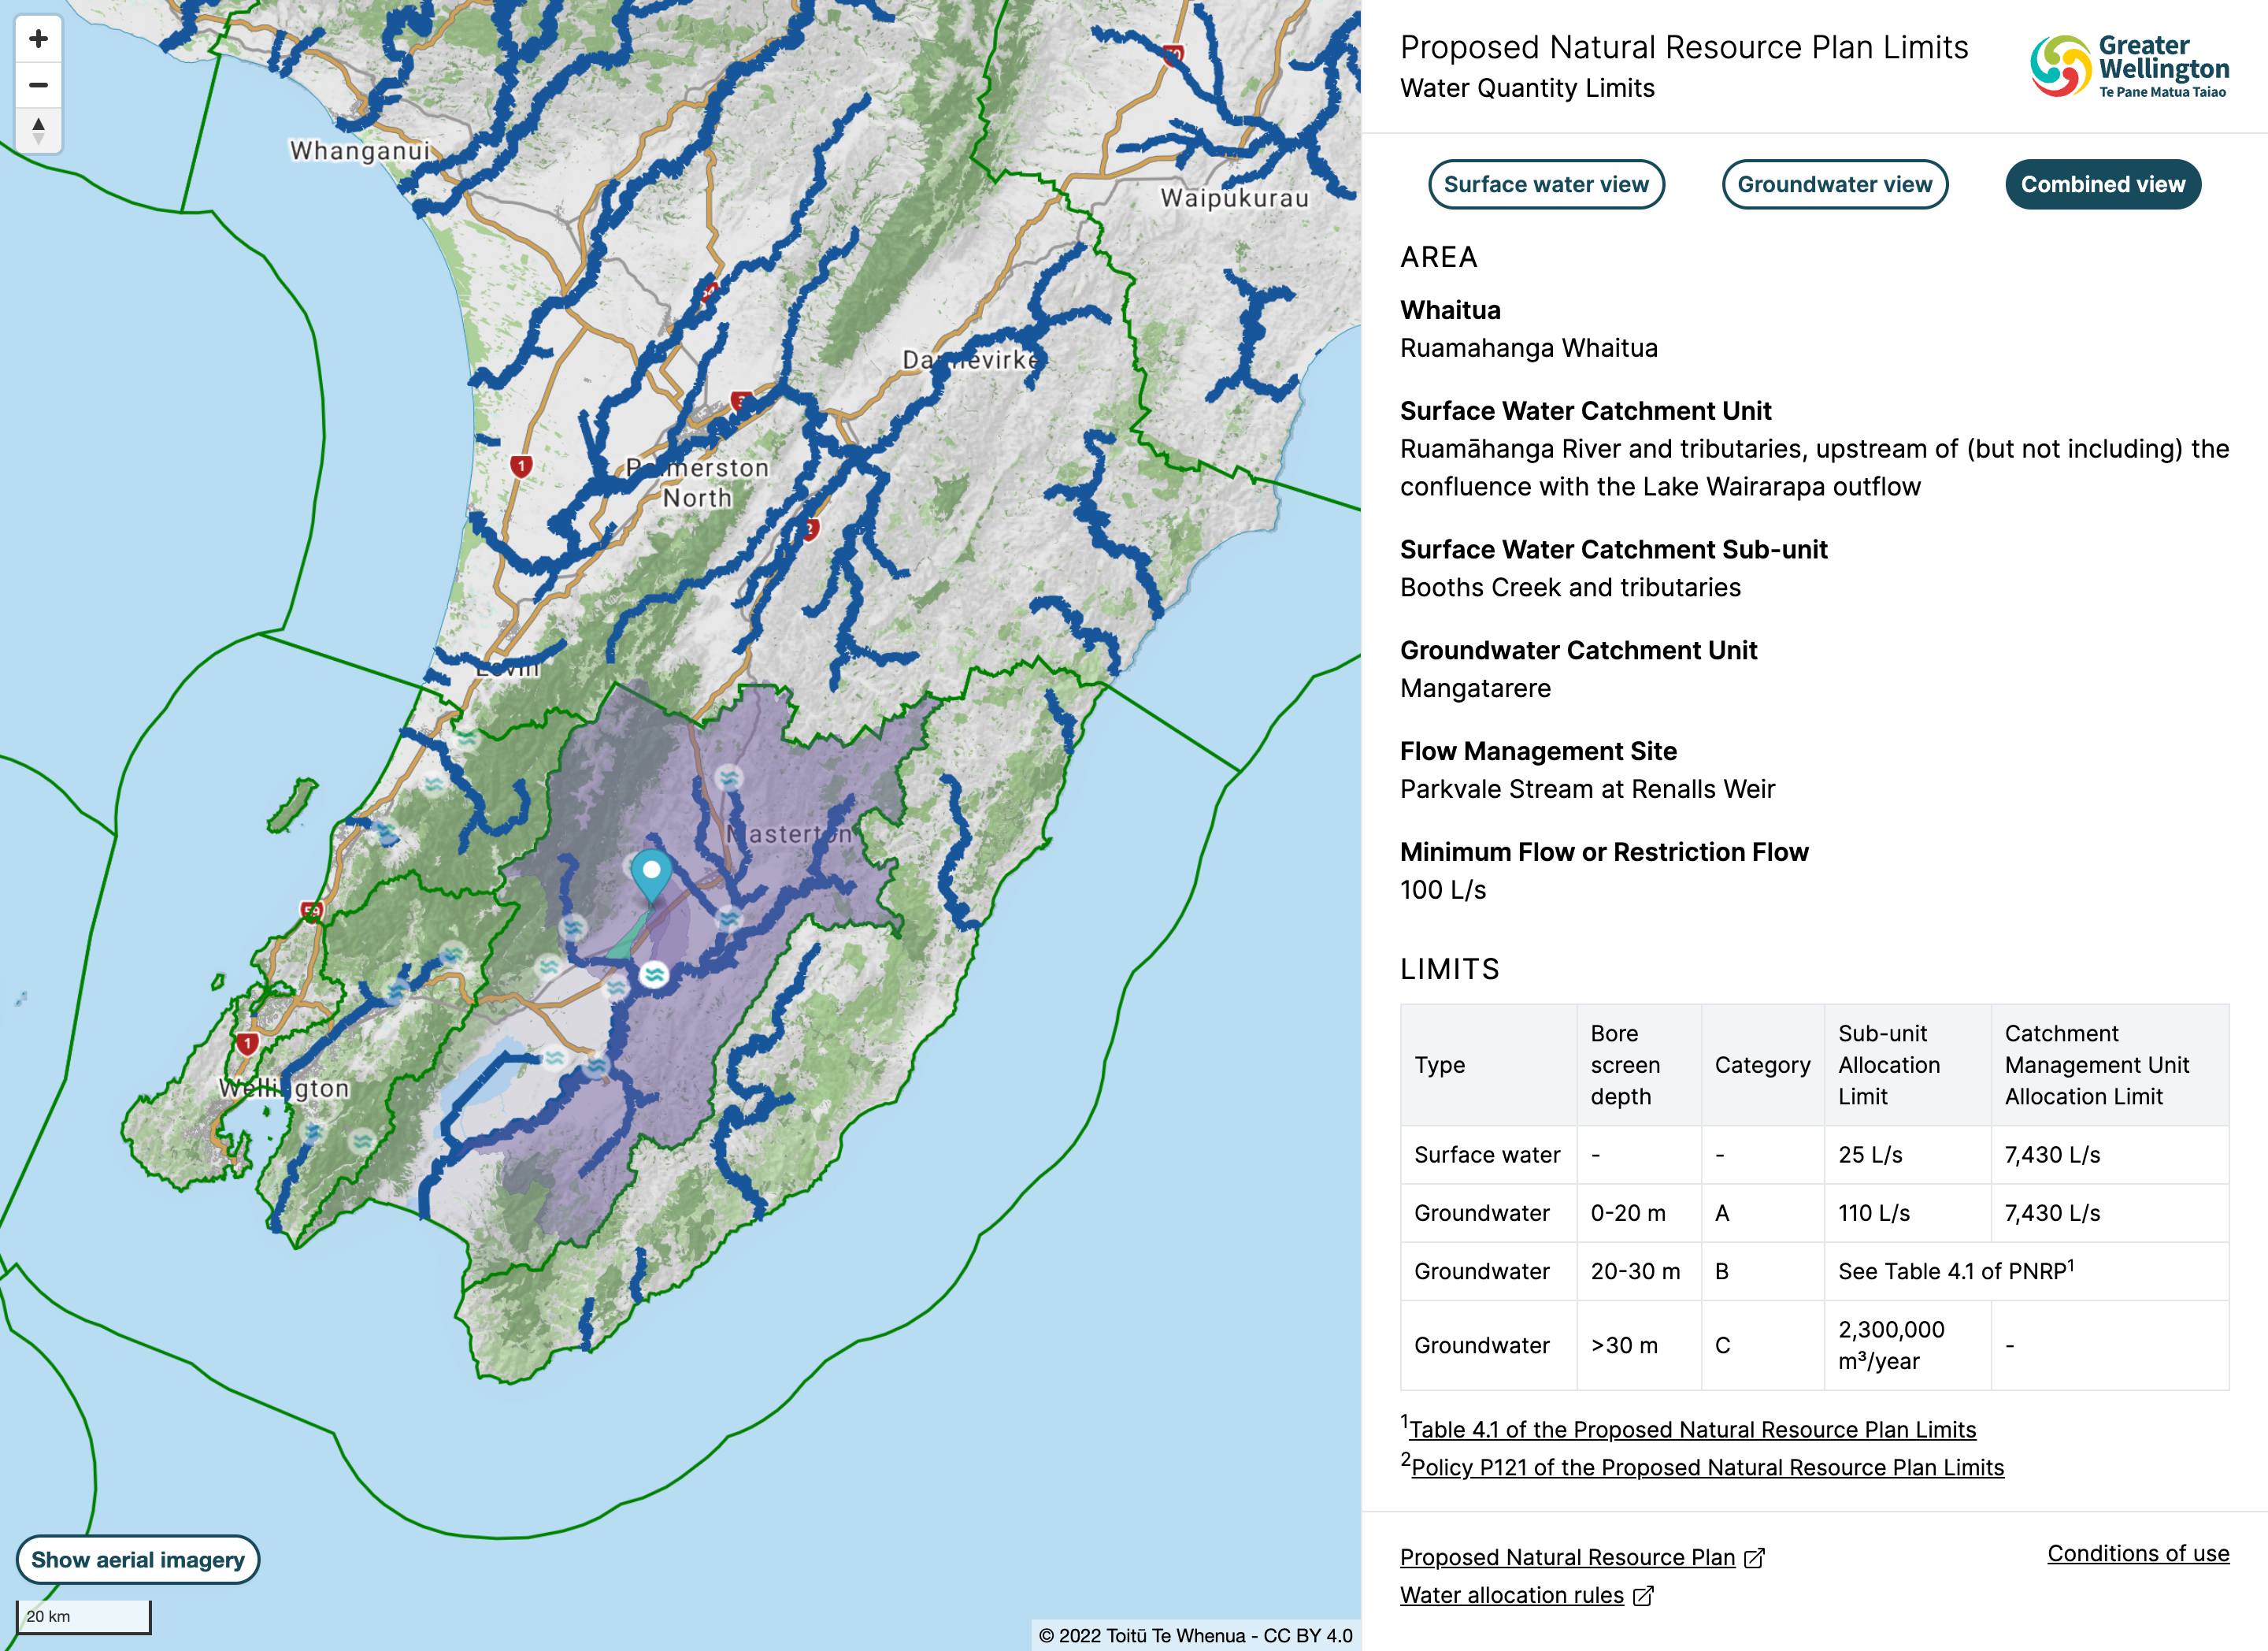 +
−
Whanganui
Waipukurau
Dannevirke
Palmerston
North
Levin
Masterton
Wellington
1
3
2
59
1
Show aerial imagery
20 km
© 2022 Toitū Te Whenua - CC BY 4.0
Proposed Natural Resource Plan Limits
Water Quantity Limits
Greater
Wellington
Te Pane Matua Taiao
Surface water view
Groundwater view
Combined view
AREA
Whaitua
Ruamahanga Whaitua
Surface Water Catchment Unit
Ruamāhanga River and tributaries, upstream of (but not including) the
confluence with the Lake Wairarapa outflow
Surface Water Catchment Sub-unit
Booths Creek and tributaries
Groundwater Catchment Unit
Mangatarere
Flow Management Site
Parkvale Stream at Renalls Weir
Minimum Flow or Restriction Flow
100 L/s
LIMITS
Type Bore screen depth Category Sub-unit Allocation Limit Catchment Management Unit Allocation Limit
Surface water - - 25 L/s 7,430 L/s
Groundwater 0-20 m A 110 L/s 7,430 L/s
Groundwater 20-30 m B See Table 4.1 of PNRP¹
Groundwater >30 m C 2,300,000 m³/year -
¹Table 4.1 of the Proposed Natural Resource Plan Limits
²Policy P121 of the Proposed Natural Resource Plan Limits
Proposed Natural Resource Plan
Conditions of use
Water allocation rules